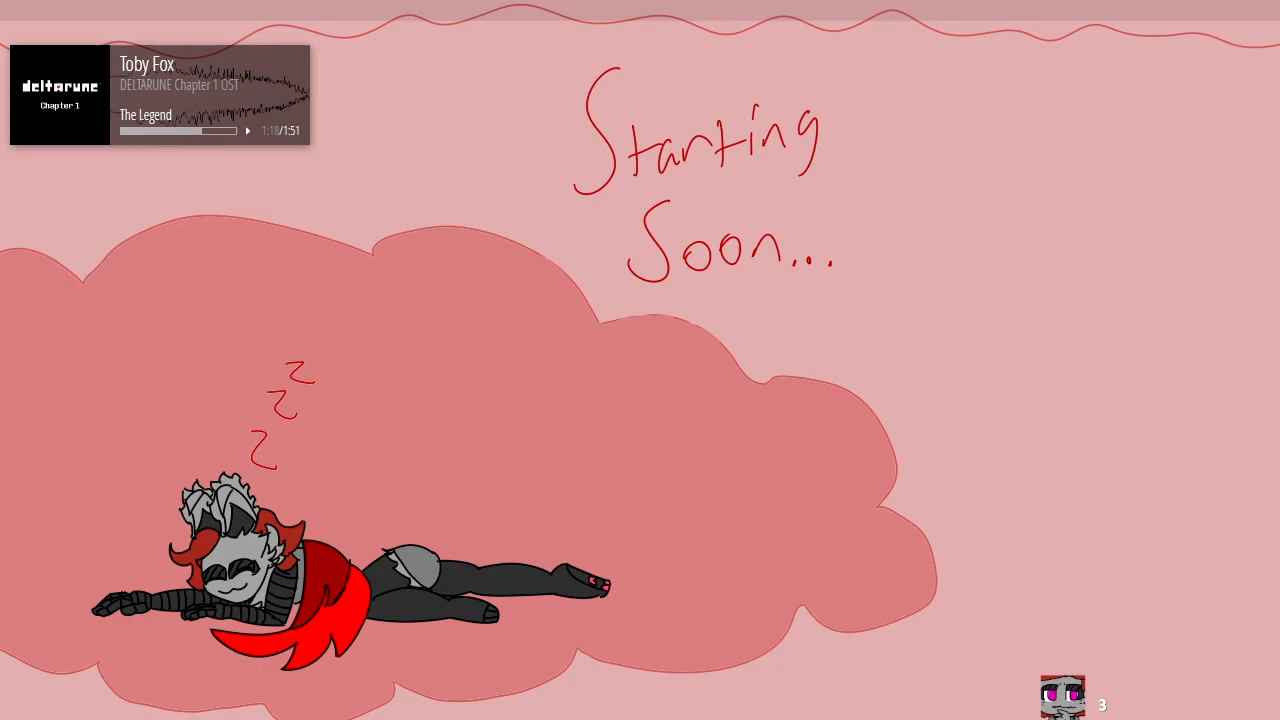 Toby Fox
DELTARUNE Chapter 1 OST
deltarune
Chapter 1
The Legend
1:18/1:51
Starting
Soon...
z
z
z
3